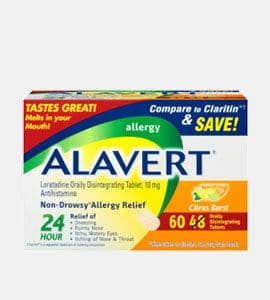 TASTES GREAT!
Melts in your
Mouth!
Compare to Claritin*†
& SAVE!
allergy
ALAVERT®
Loratadine Orally Disintegrating Tablet, 10 mg
Antihistamine
Non-Drowsy*Allergy Relief
24
HOUR
Relief of
• Sneezing
• Runny Nose
• Itchy, Watery Eyes
• Itching of Nose & Throat
Citrus Burst
60 48 Orally
Disintegrating
Tablets